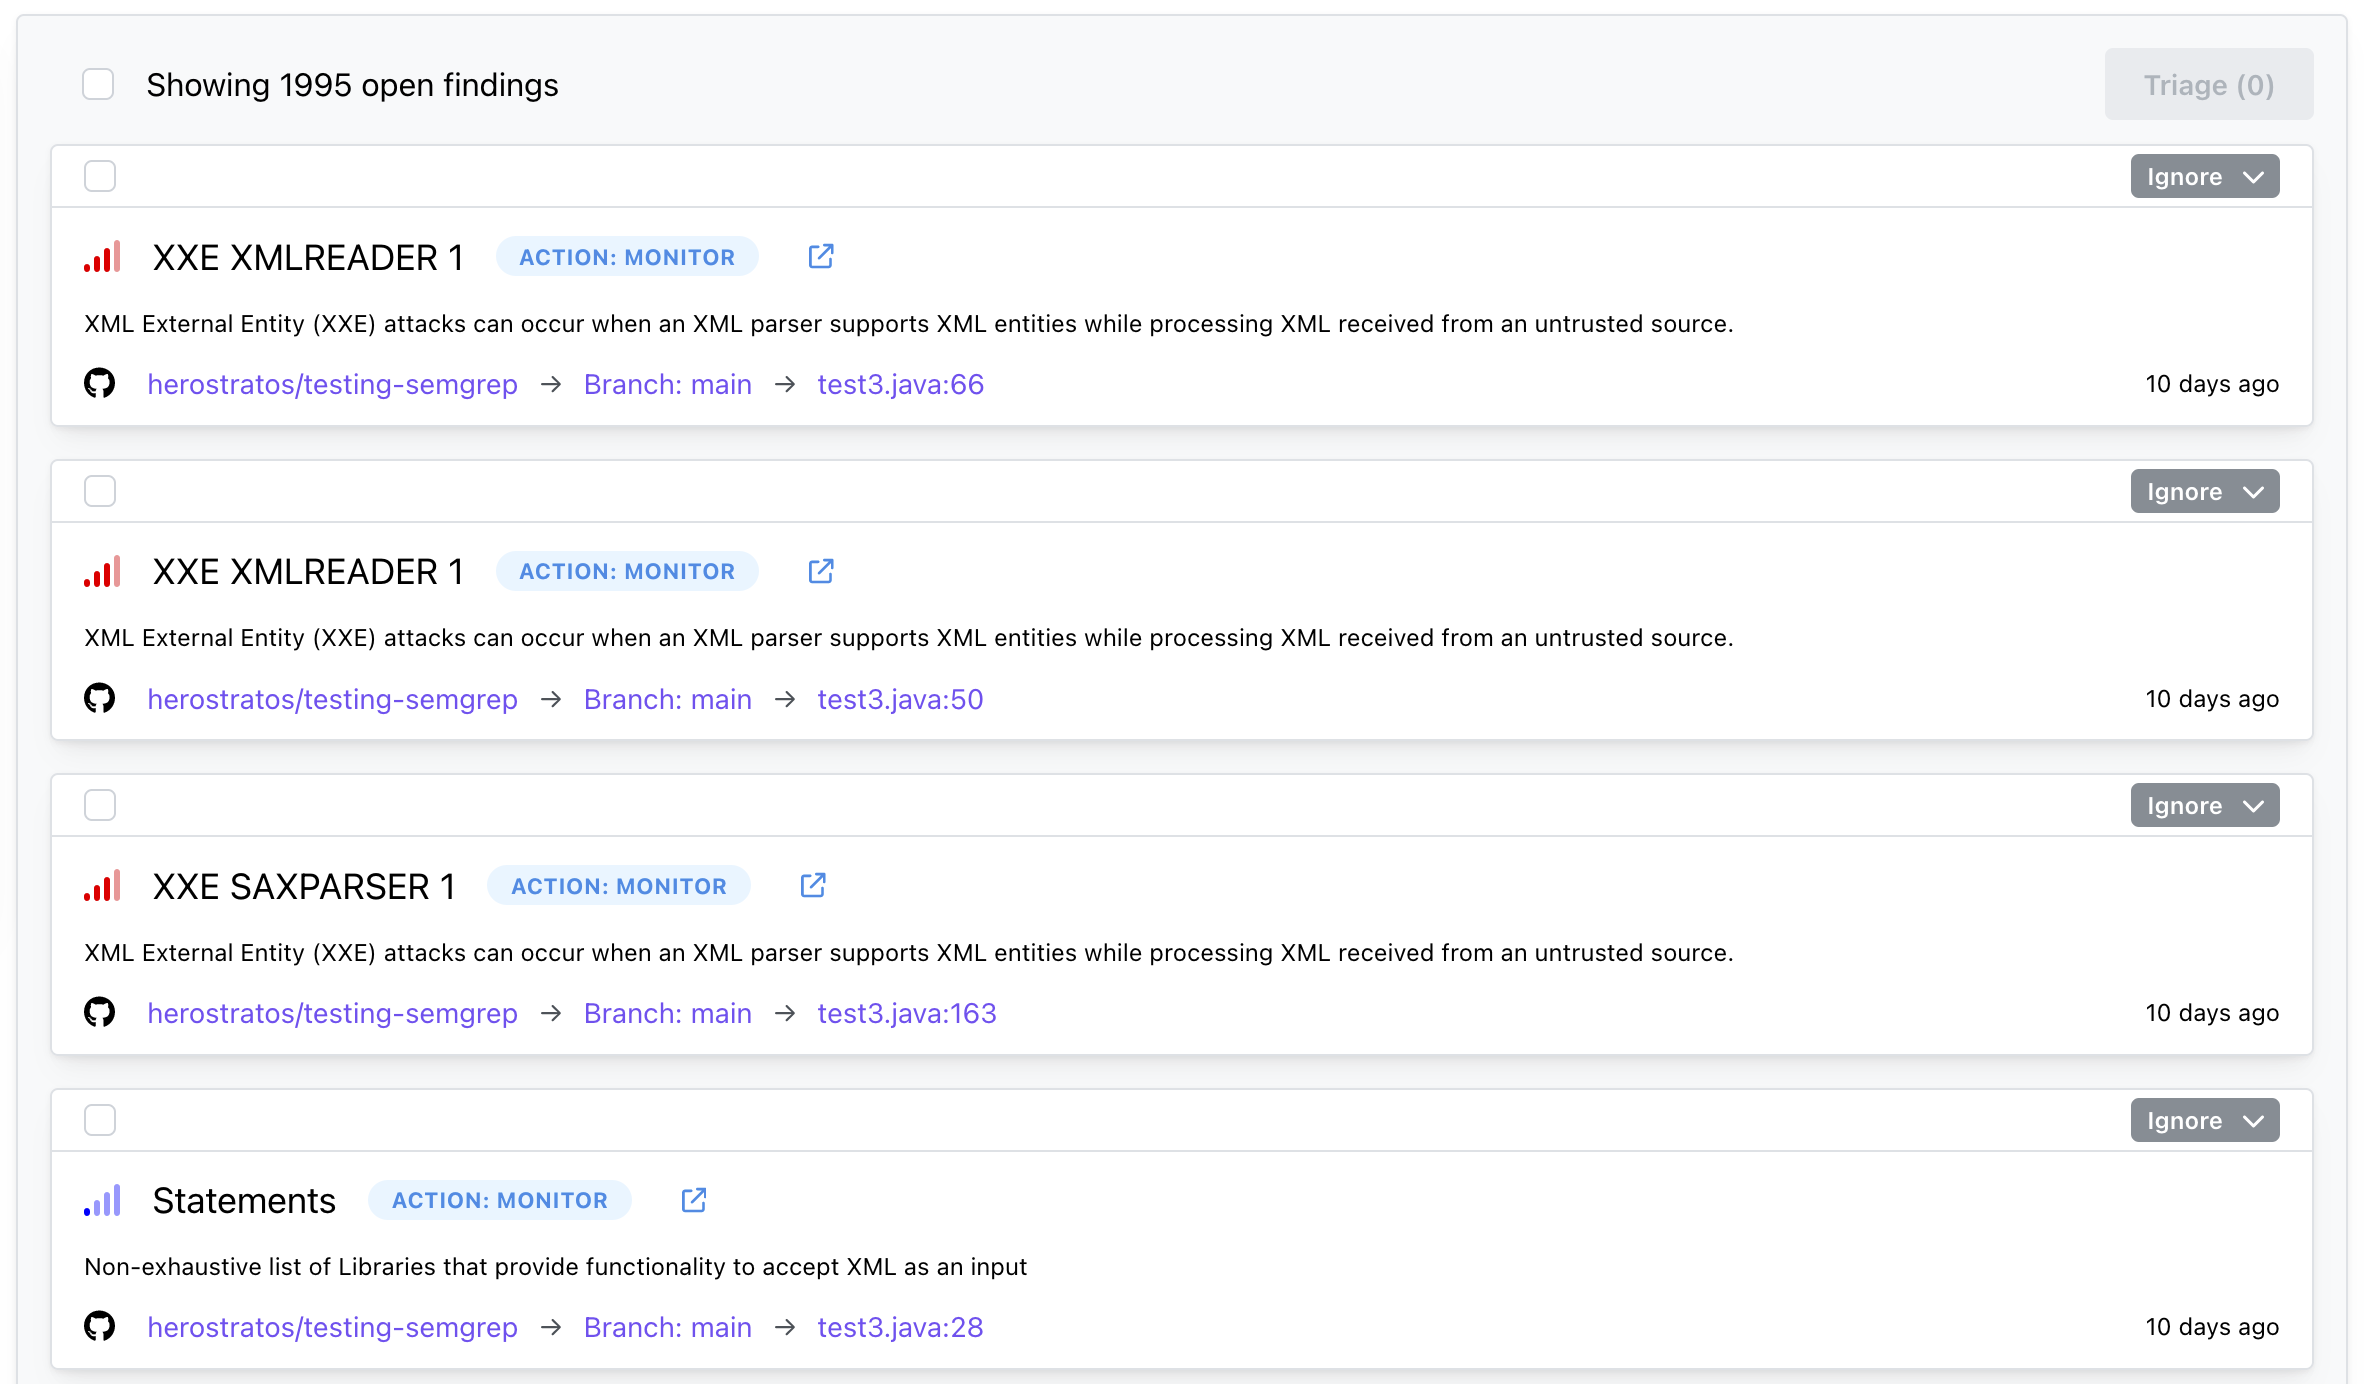 Showing 1995 open findings
Triage (0)
Ignore
XXE XMLREADER 1 ACTION: MONITOR
XML External Entity (XXE) attacks can occur when an XML parser supports XML entities while processing XML received from an untrusted source.
herostratos/testing-semgrep → Branch: main → test3.java:66 10 days ago
Ignore
XXE XMLREADER 1 ACTION: MONITOR
XML External Entity (XXE) attacks can occur when an XML parser supports XML entities while processing XML received from an untrusted source.
herostratos/testing-semgrep → Branch: main → test3.java:50 10 days ago
Ignore
XXE SAXPARSER 1 ACTION: MONITOR
XML External Entity (XXE) attacks can occur when an XML parser supports XML entities while processing XML received from an untrusted source.
herostratos/testing-semgrep → Branch: main → test3.java:163 10 days ago
Ignore
Statements ACTION: MONITOR
Non-exhaustive list of Libraries that provide functionality to accept XML as an input
herostratos/testing-semgrep → Branch: main → test3.java:28 10 days ago